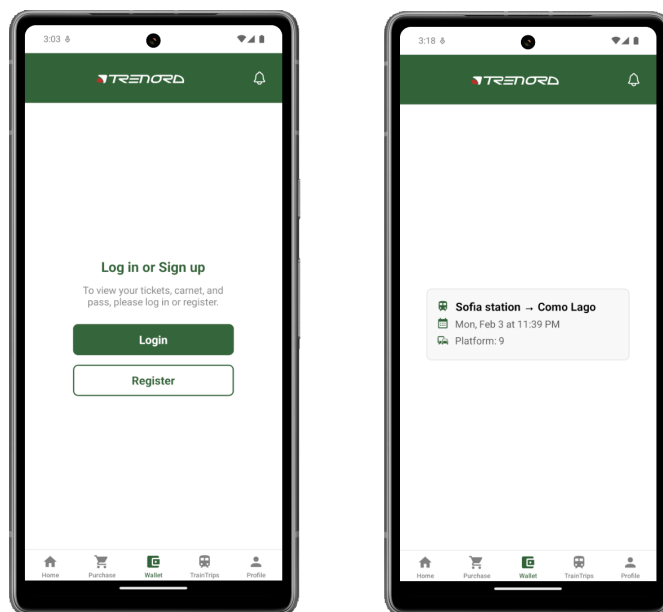 3:03
TRENORD
Log in or Sign up
To view your tickets, carnet, and
pass, please log in or register.
Login
Register
Home
Purchase
Wallet
TrainTrips
Profile
3:18
TRENORD
Sofia station → Como Lago
Mon, Feb 3 at 11:39 PM
Platform: 9
Home
Purchase
Wallet
TrainTrips
Profile